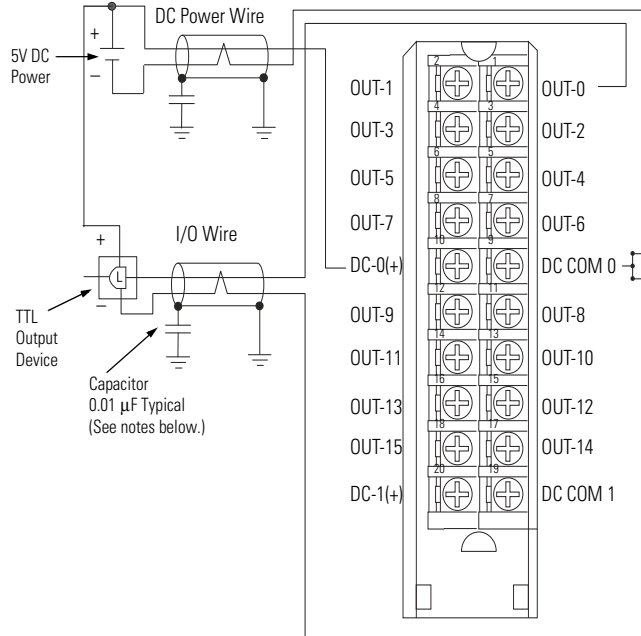 DC Power Wire
+
5V DC
Power
−
I/O Wire
+
L
−
TTL
Output
Device
Capacitor
0.01 µF Typical
(See notes below.)
2 1
OUT-1 OUT-0
4 3
OUT-3 OUT-2
6 5
OUT-5 OUT-4
8 7
OUT-7 OUT-6
10 9
DC-0(+) DC COM 0
12 11
OUT-9 OUT-8
14 13
OUT-11 OUT-10
16 15
OUT-13 OUT-12
18 17
OUT-15 OUT-14
20 19
DC-1(+) DC COM 1